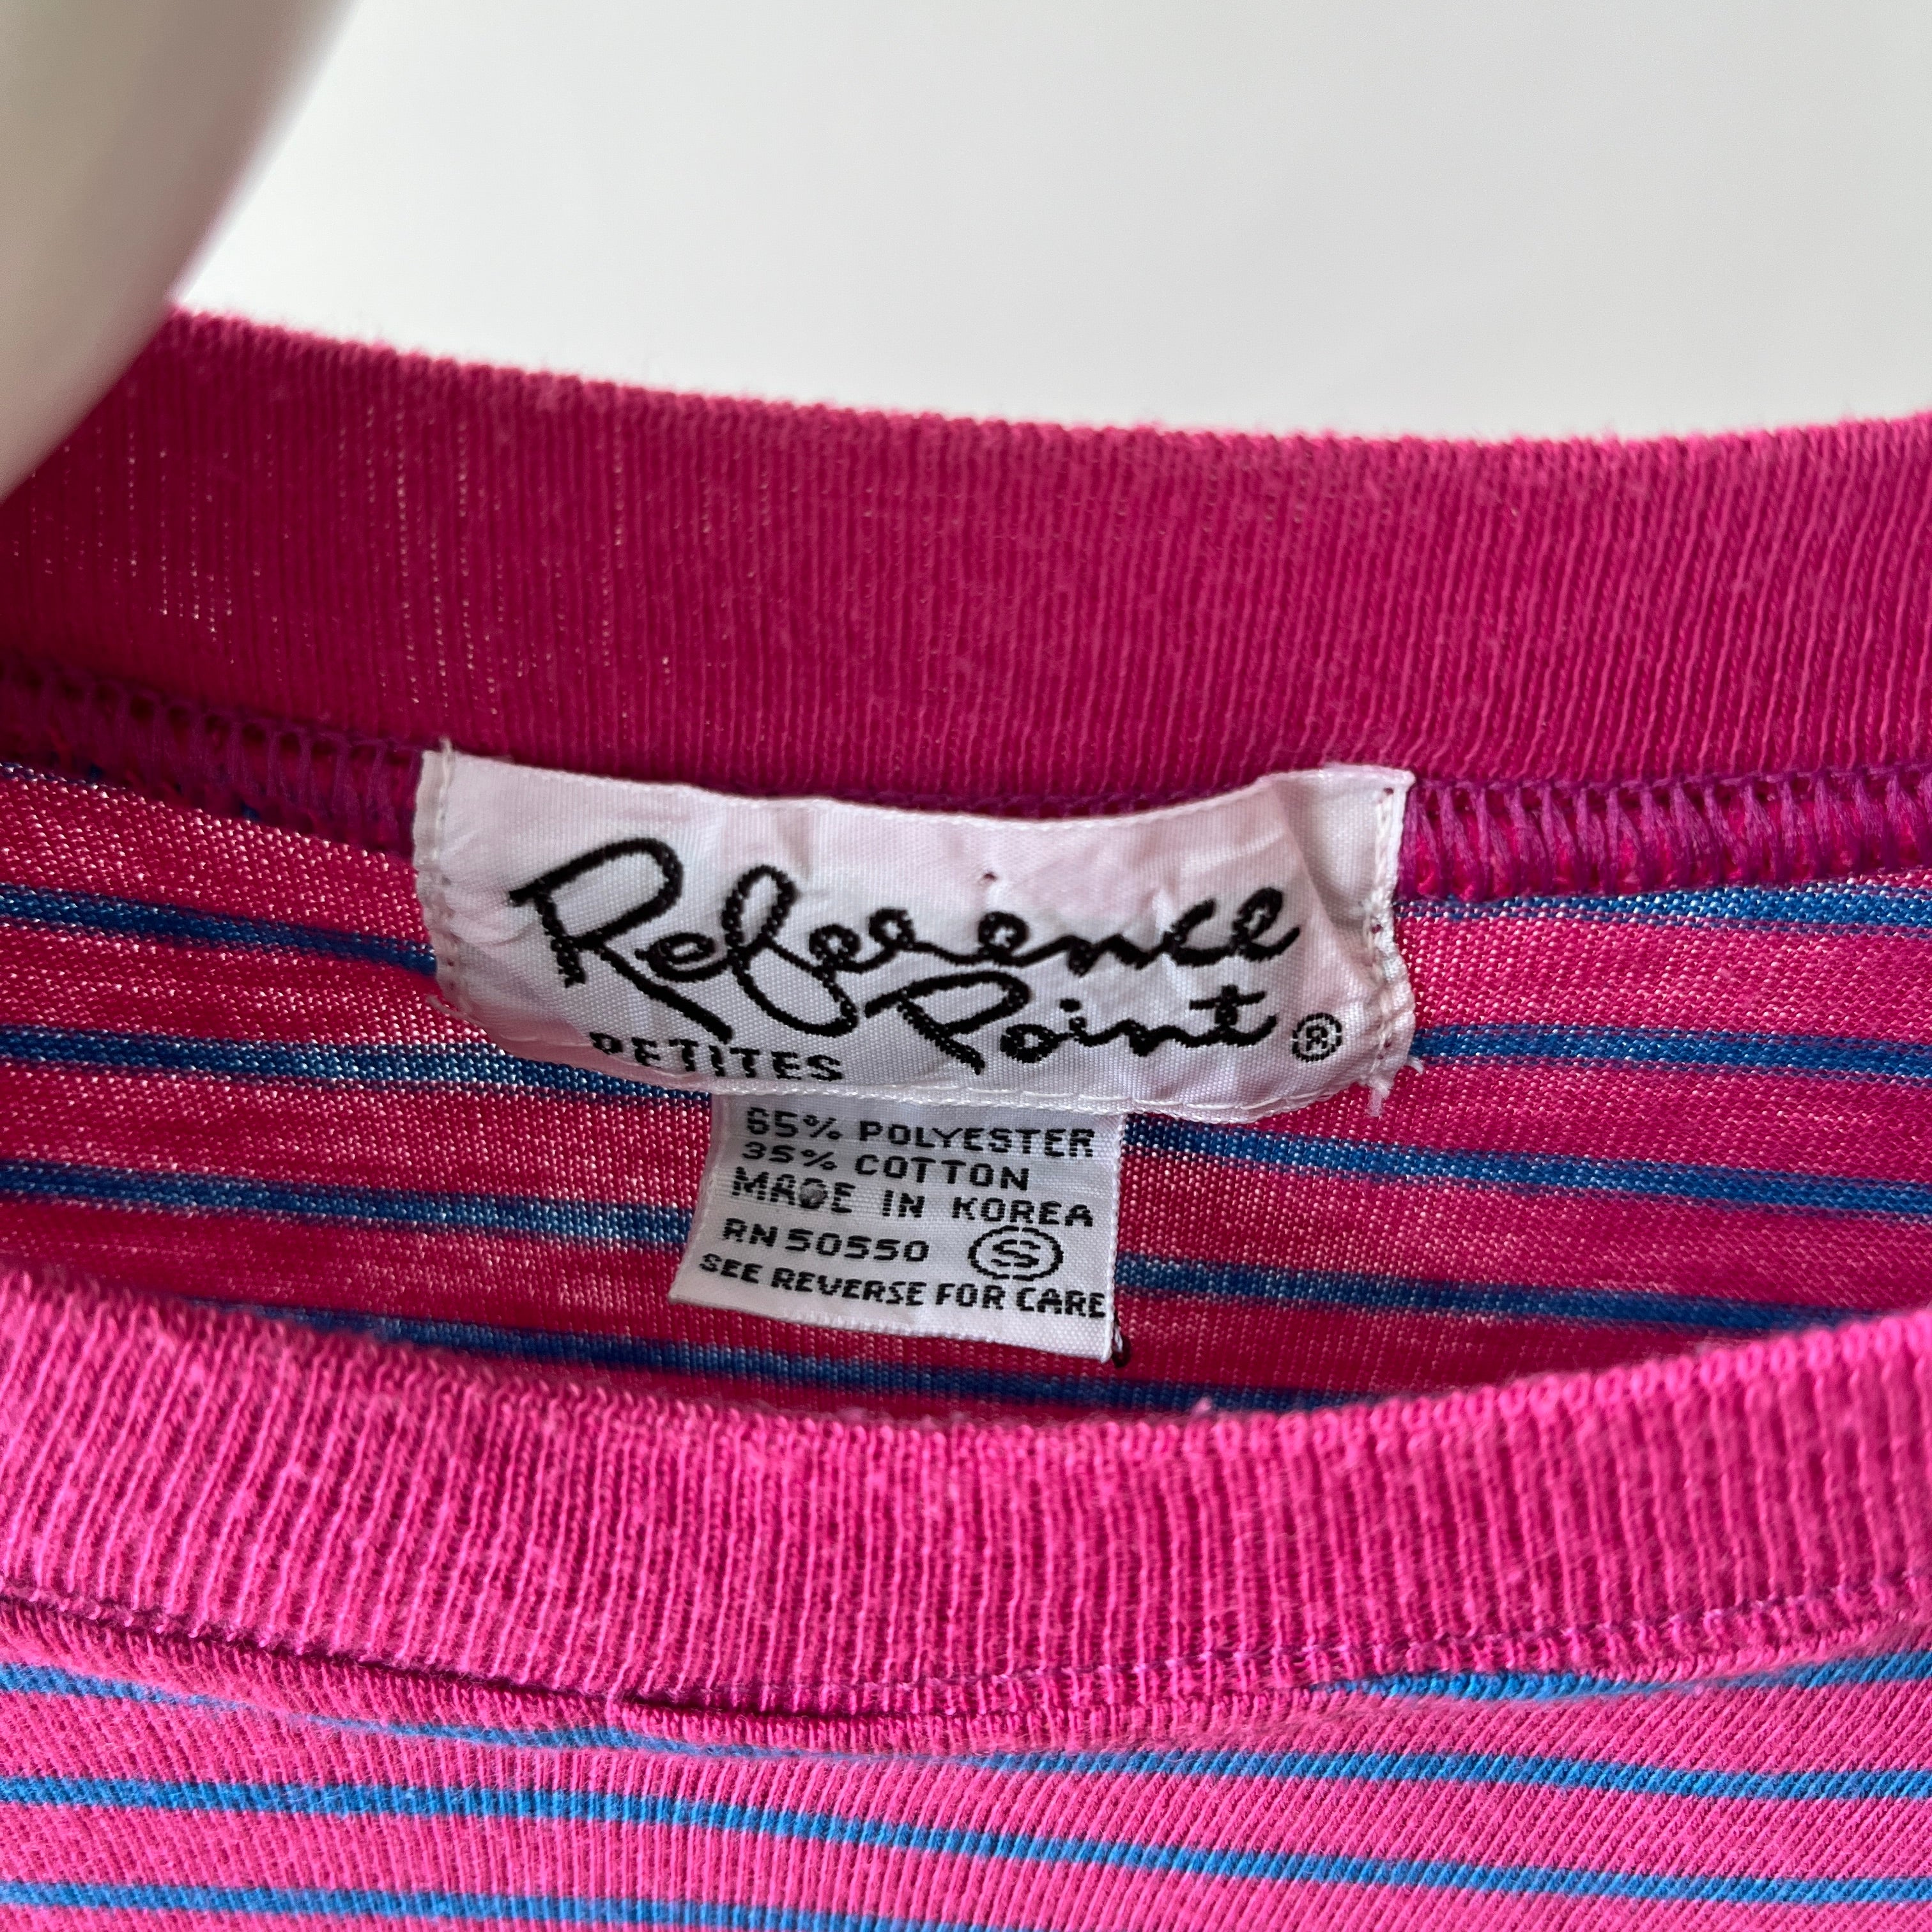 Reference
Point ®
PETITES
65% POLYESTER
35% COTTON
MADE IN KOREA
RN 50550 S
SEE REVERSE FOR CARE